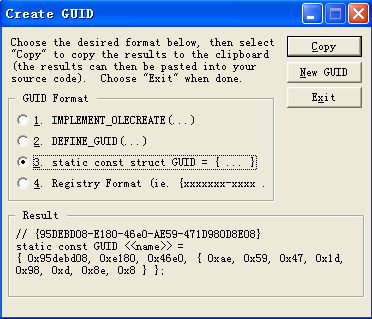 Create GUID
Choose the desired format below, then select
"Copy" to copy the results to the clipboard
(the results can then be pasted into your
source code).  Choose "Exit" when done.
Copy
New GUID
Exit
GUID Format
1. IMPLEMENT_OLECREATE(...)
2. DEFINE_GUID(...)
3. static const struct GUID = { ... }
4. Registry Format (ie. {xxxxxxx-xxxx .
Result
// {95DEBD08-E180-46e0-AE59-471D980D8E08}
static const GUID <<name>> =
{ 0x95debd08, 0xe180, 0x46e0, { 0xae, 0x59, 0x47, 0x1d,
0x98, 0xd, 0x8e, 0x8 } };